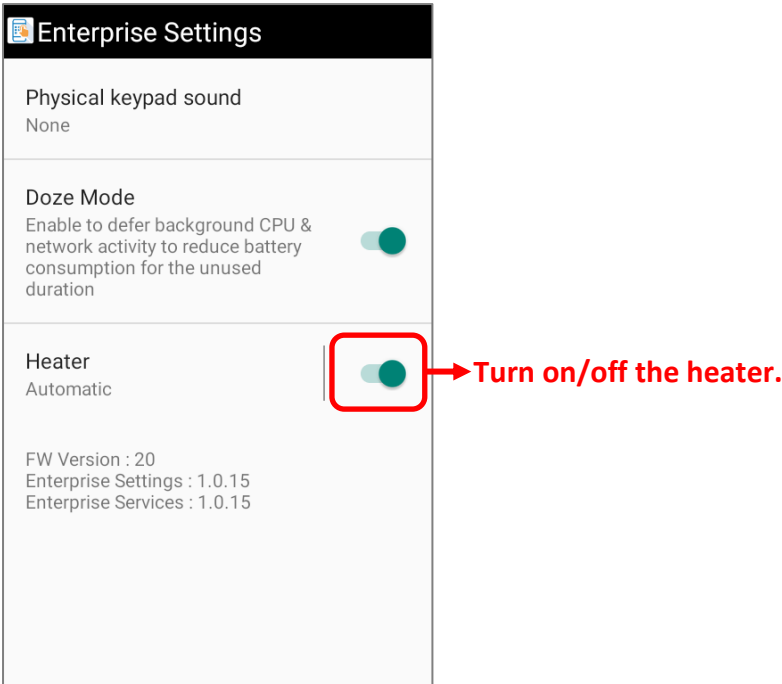 Enterprise Settings
Physical keypad sound
None
Doze Mode
Enable to defer background CPU &
network activity to reduce battery
consumption for the unused
duration
Heater
Automatic
Turn on/off the heater.
FW Version : 20
Enterprise Settings : 1.0.15
Enterprise Services : 1.0.15